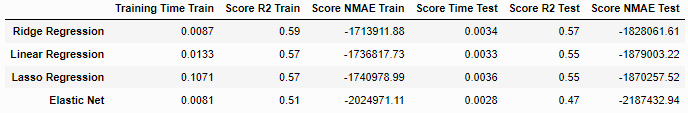 Training Time Train Score R2 Train Score NMAE Train Score Time Test Score R2 Test Score NMAE Test
Ridge Regression 0.0087 0.59 -1713911.88 0.0034 0.57 -1828061.61
Linear Regression 0.0133 0.57 -1736817.73 0.0033 0.55 -1879003.22
Lasso Regression 0.1071 0.57 -1740978.99 0.0036 0.55 -1870257.52
Elastic Net 0.0081 0.51 -2024971.11 0.0028 0.47 -2187432.94